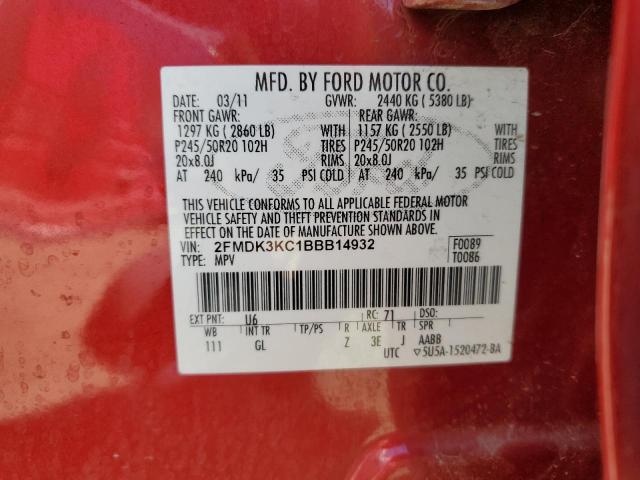 MFD. BY FORD MOTOR CO.
DATE: 03/11 GVWR: 2440 KG ( 5380 LB)
FRONT GAWR: REAR GAWR:
1297 KG ( 2860 LB) WITH 1157 KG ( 2550 LB) WITH
P245/50R20 102H TIRES P245/50R20 102H TIRES
20x8.0J RIMS 20x8.0J RIMS
AT 240 kPa/ 35 PSI COLD AT 240 kPa/ 35 PSI COLD
THIS VEHICLE CONFORMS TO ALL APPLICABLE FEDERAL MOTOR
VEHICLE SAFETY AND THEFT PREVENTION STANDARDS IN
EFFECT ON THE DATE OF MANUFACTURE SHOWN ABOVE.
VIN: 2FMDK3KC1BBB14932 F0089
TYPE: MPV T0086
EXT PNT: U6 RC: 71 DSO:
WB INT TR TP/PS R AXLE TR SPR
111 GL Z 3E J AABB
UTC ▽5U5A-1520472-BA
Ford